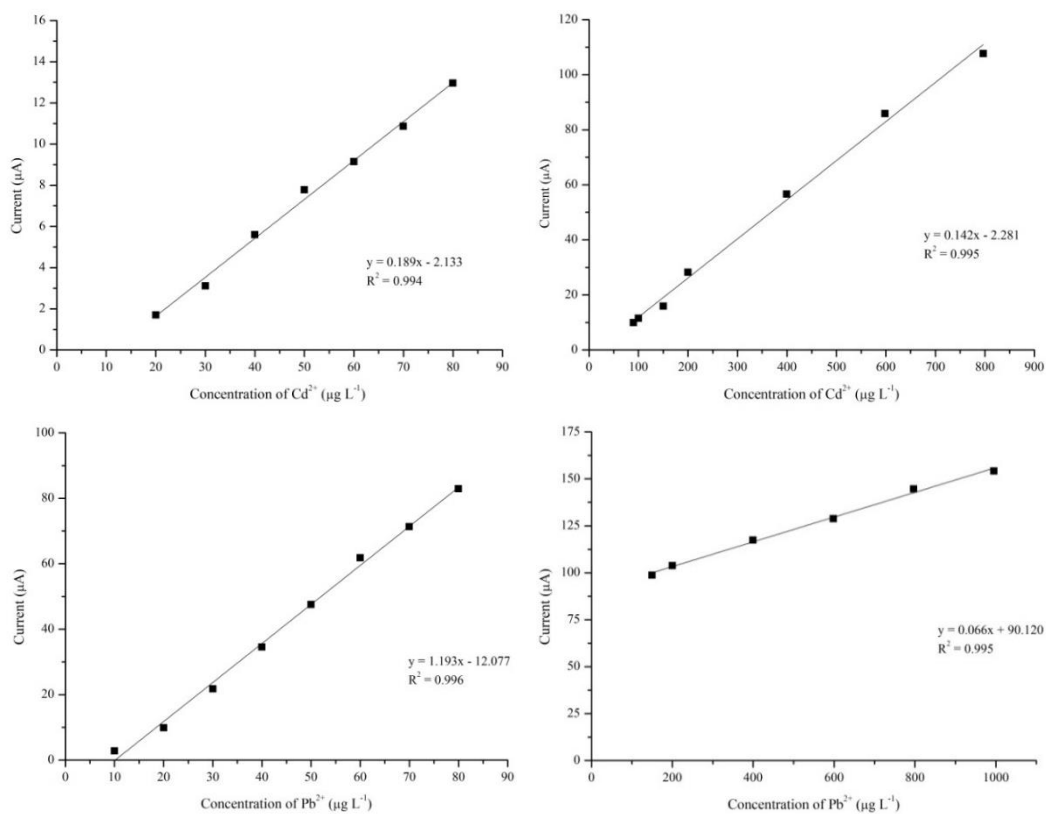 16
14
12
10
8
6
4
2
0
Current (µA)
0 10 20 30 40 50 60 70 80 90
Concentration of Cd²⁺ (µg L⁻¹)
y = 0.189x - 2.133
R² = 0.994
120
100
80
60
40
20
0
Current (µA)
0 100 200 300 400 500 600 700 800 900
Concentration of Cd²⁺ (µg L⁻¹)
y = 0.142x - 2.281
R² = 0.995
100
80
60
40
20
0
Current (µA)
0 10 20 30 40 50 60 70 80 90
Concentration of Pb²⁺ (µg L⁻¹)
y = 1.193x - 12.077
R² = 0.996
175
150
125
100
75
50
25
0
Current (µA)
0 200 400 600 800 1000
Concentration of Pb²⁺ (µg L⁻¹)
y = 0.066x + 90.120
R² = 0.995